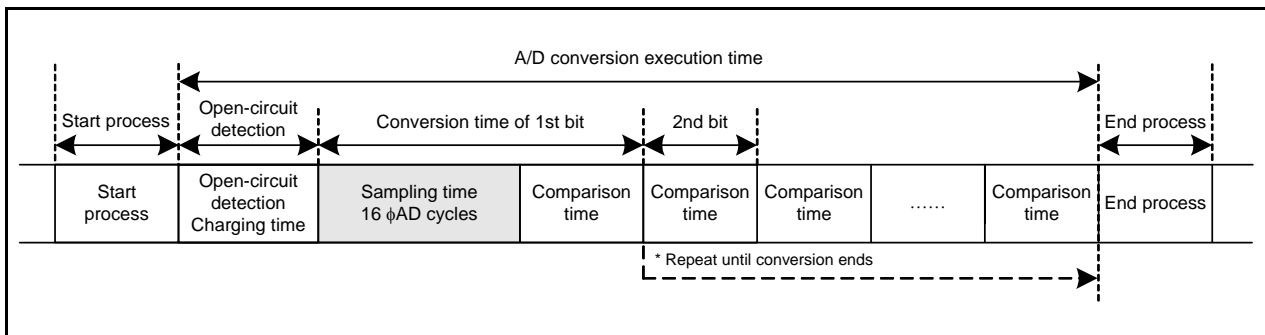 A/D conversion execution time
Start process
Open-circuit
detection
Conversion time of 1st bit
2nd bit
End process
Start
process
Open-circuit
detection
Charging time
Sampling time
16 ϕAD cycles
Comparison
time
Comparison
time
Comparison
time
......
Comparison
time
End process
* Repeat until conversion ends